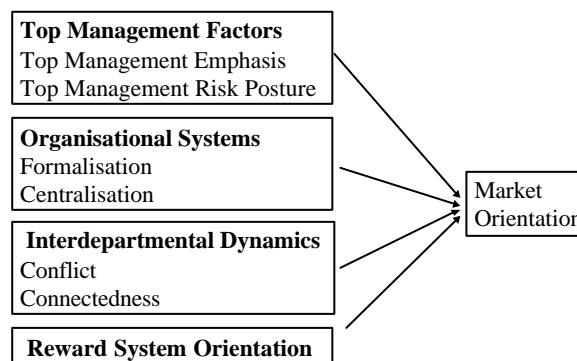 Top Management Factors
Top Management Emphasis
Top Management Risk Posture
Organisational Systems
Formalisation
Centralisation
Market
Orientation
Interdepartmental Dynamics
Conflict
Connectedness
Reward System Orientation